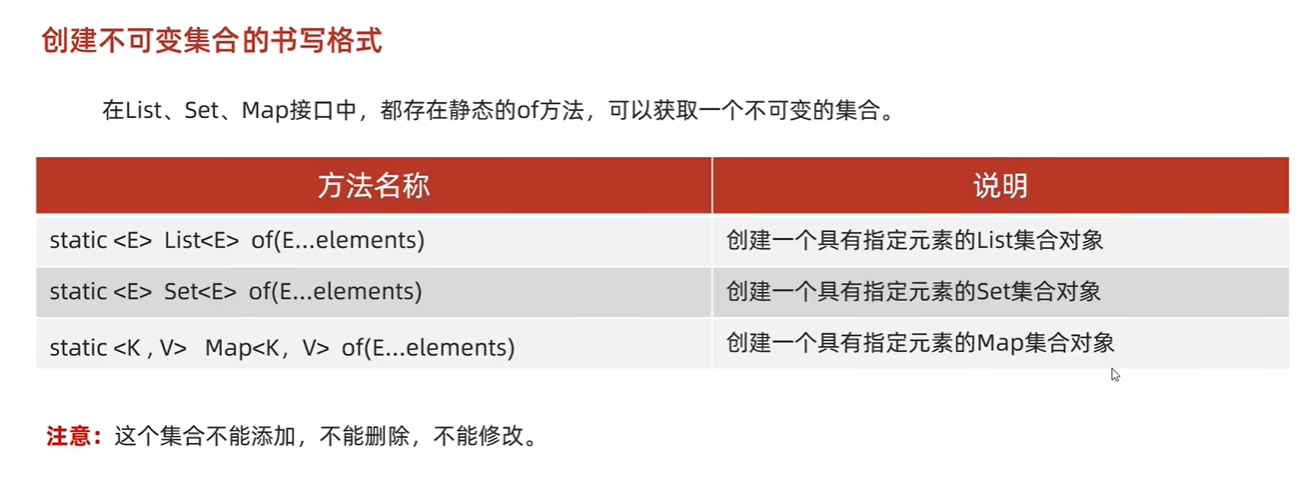 创建不可变集合的书写格式
在List、Set、Map接口中，都存在静态的of方法，可以获取一个不可变的集合。
方法名称 说明
static <E>  List<E>  of(E...elements) 创建一个具有指定元素的List集合对象
static <E>  Set<E>  of(E...elements) 创建一个具有指定元素的Set集合对象
static <K , V>   Map<K，V>  of(E...elements) 创建一个具有指定元素的Map集合对象
注意：这个集合不能添加，不能删除，不能修改。